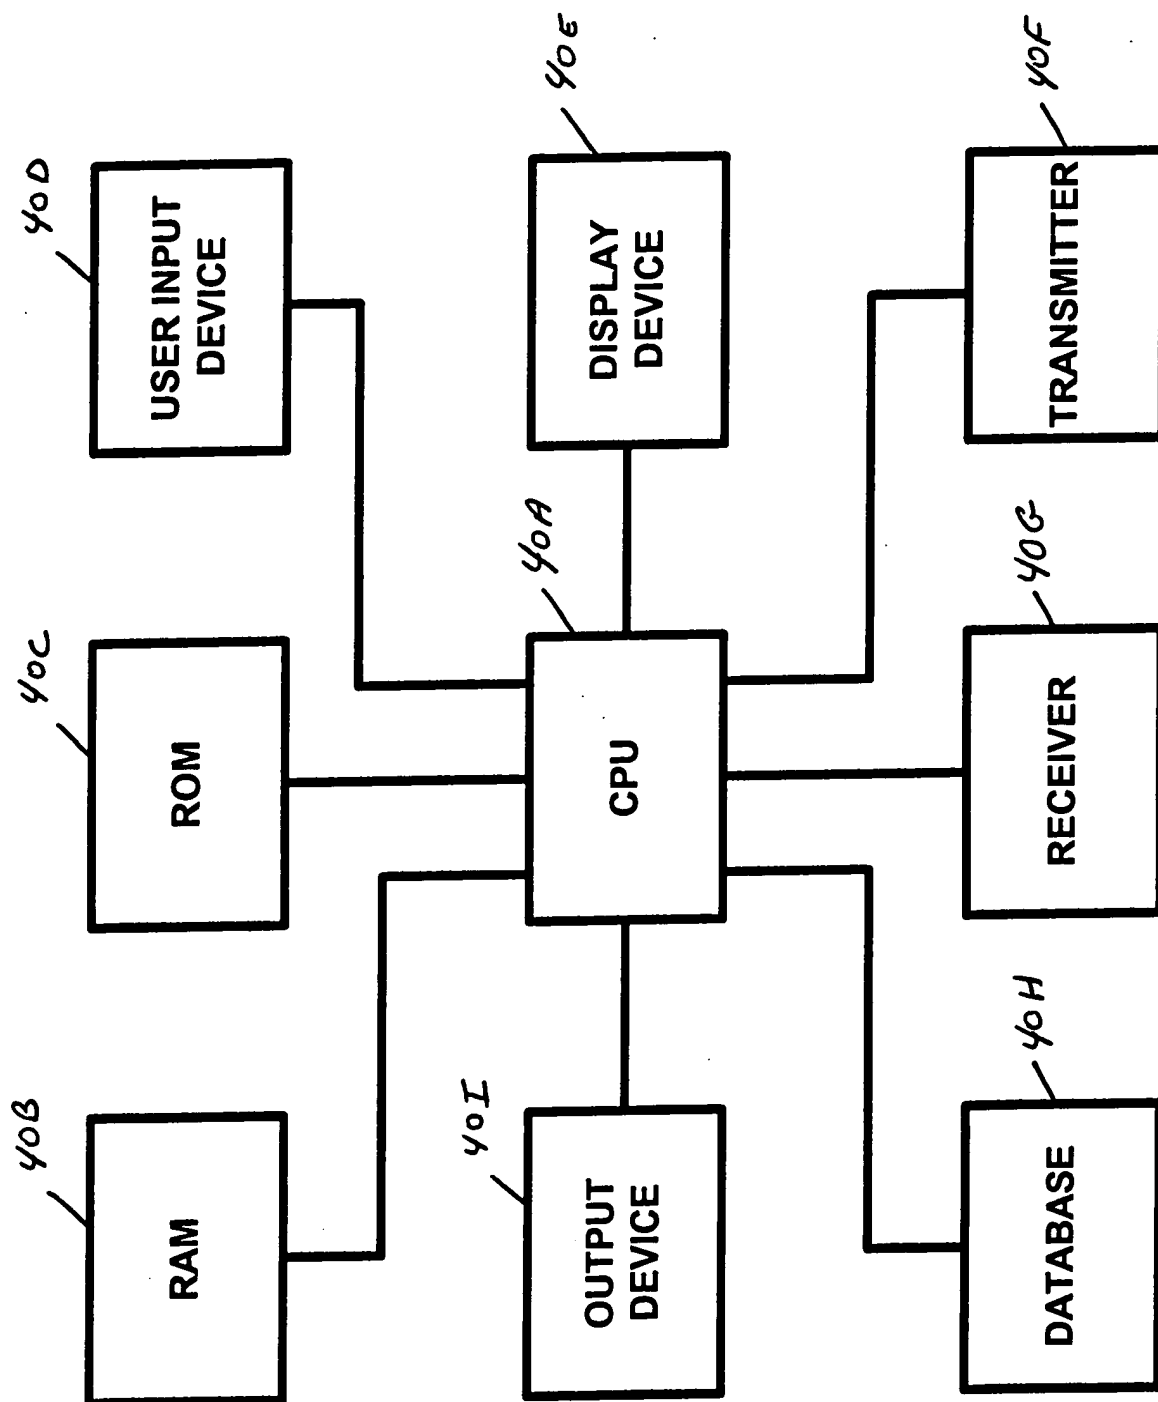 40B
RAM
40C
ROM
40D
USER INPUT
DEVICE
40I
OUTPUT
DEVICE
40A
CPU
40E
DISPLAY
DEVICE
40H
DATABASE
40G
RECEIVER
40F
TRANSMITTER